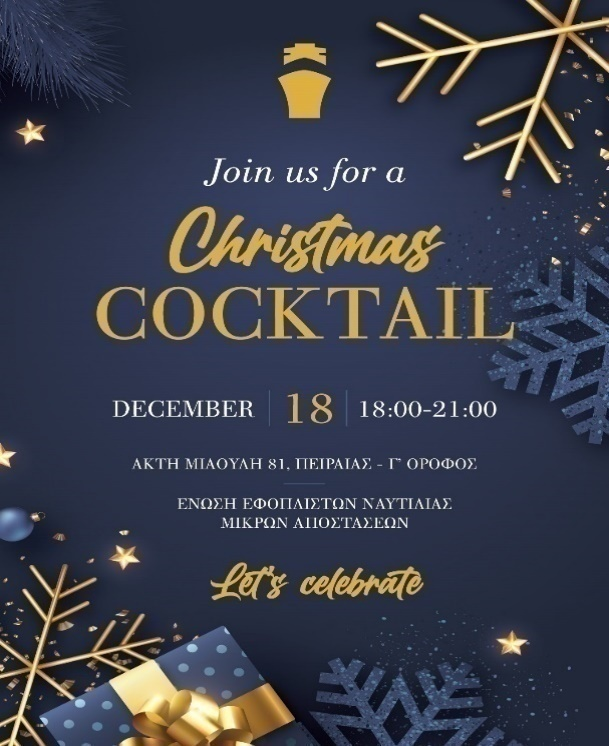 Join us for a
Christmas
COCKTAIL
DECEMBER 18 18:00-21:00
ΑΚΤΗ ΜΙΑΟΥΛΗ 81, ΠΕΙΡΑΙΑΣ - Γ' ΟΡΟΦΟΣ
ΕΝΩΣΗ ΕΦΟΠΛΙΣΤΩΝ ΝΑΥΤΙΛΙΑΣ
ΜΙΚΡΩΝ ΑΠΟΣΤΑΣΕΩΝ
Let's celebrate